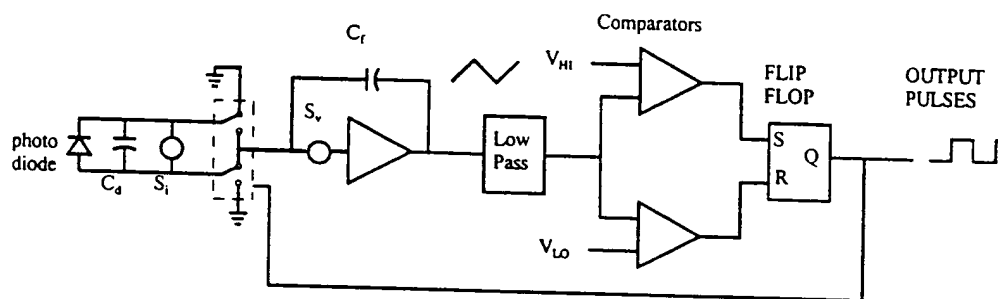 Comparators
C_f
V_HI
FLIP
FLOP
OUTPUT
PULSES
S_v
photo
diode
Low
Pass
S
Q
R
C_d
S_i
V_LO